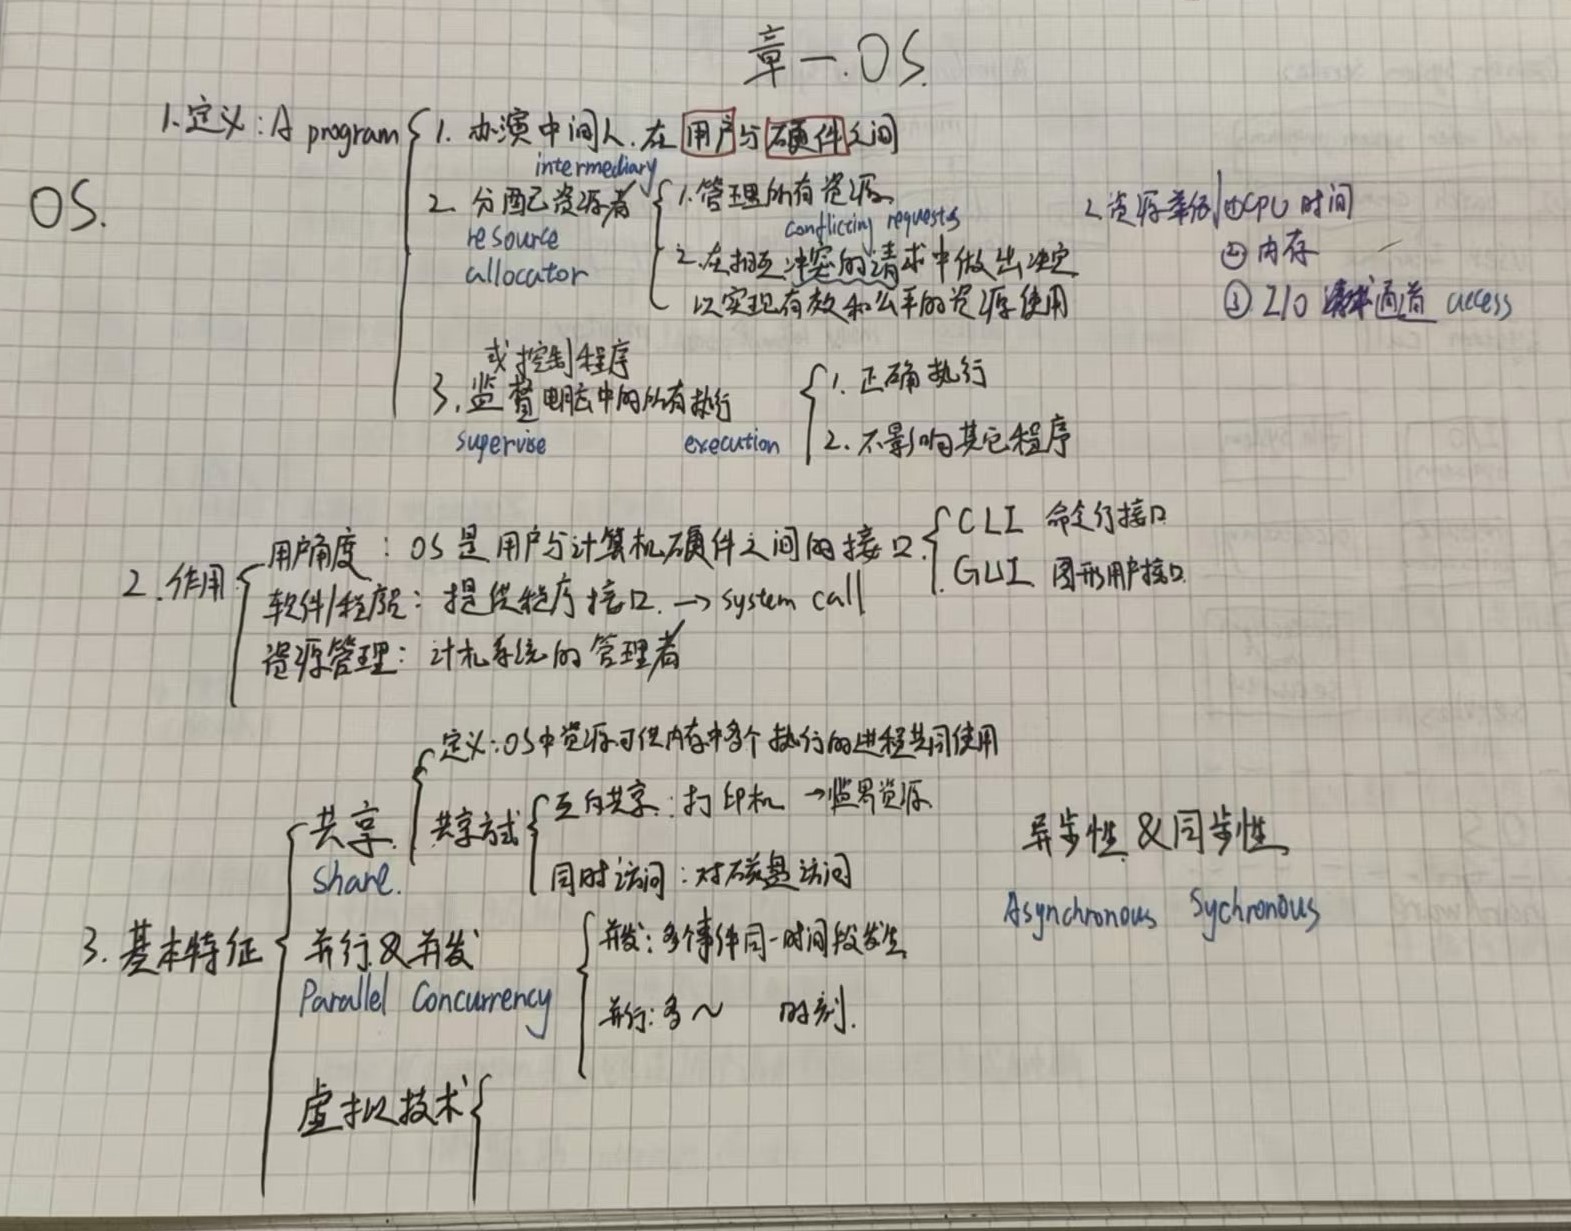 章一.OS.
OS.
1.定义:A program
1. 办演中间人.在用户与硬件之间
intermediary
2. 分配资源者
resource
allocator
1.管理所有资源
conflicting requests
2.在相互冲突的请求中做出决定
以实现有效和公平的资源使用
2.资源举例 ①CPU 时间
② 内存
③ I/O 通道 access
或控制程序
3.监督电脑中的所有执行
supervise execution
1.正确执行
2.不影响其它程序
2.作用
用户角度: OS是用户与计算机硬件之间的接口.
CLI 命令行接口
GUI 图形用户接口
软件/程序员: 提供程序接口.→system call
资源管理: 计机系统的管理者
3.基本特征
共享.
share.
定义:OS中资源可供内存中多个执行的进程共同使用
共享方式
互斥共享:打印机 →临界资源
同时访问:对磁盘访问
并行&并发
Parallel Concurrency
并发:多个事件同一时间段发生
并行:多~ 时刻.
虚拟技术
异步性&同步性
Asynchronous Sychronous